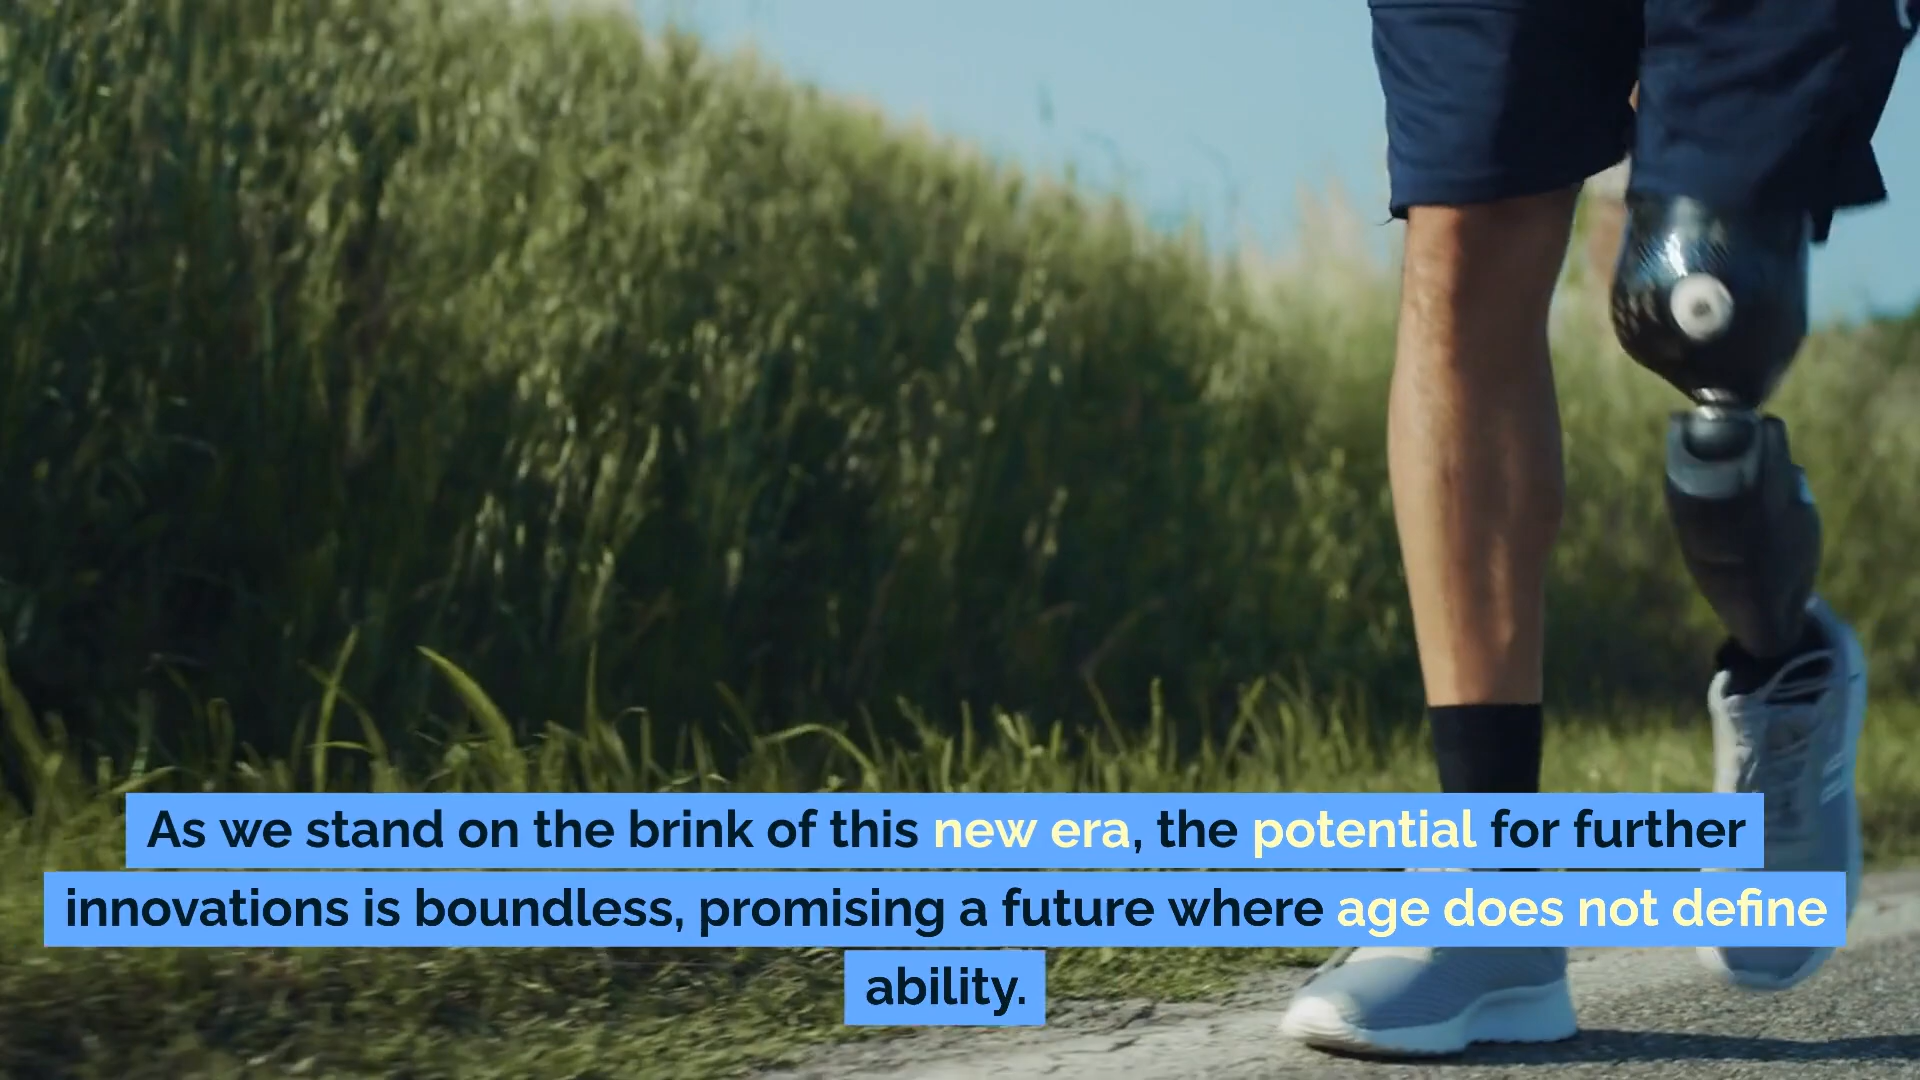 As we stand on the brink of this new era, the potential for further
innovations is boundless, promising a future where age does not define
ability.